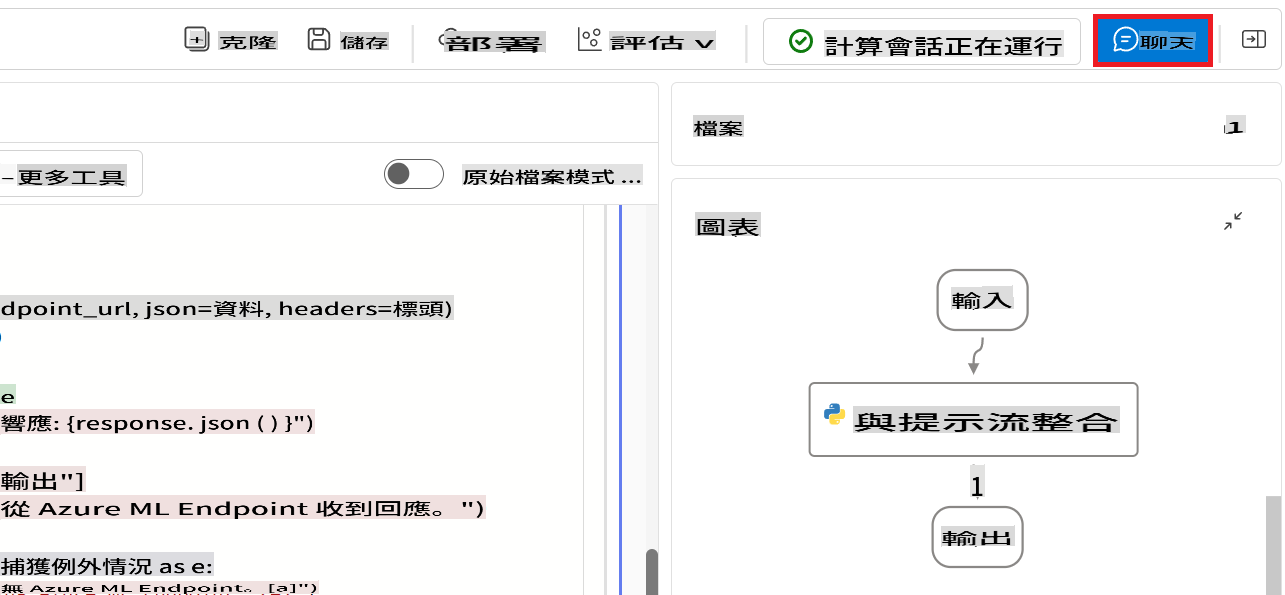 克隆 儲存 部署 評估 計算會話正在運行 聊天
檔案 1
更多工具 原始檔案模式 ...
圖表
輸入
dpoint_url, json=資料, headers=標頭)
e
響應: {response. json ( ) }")
與提示流整合
輸出"]
1
從 Azure ML Endpoint 收到回應。 ")
輸出
捕獲例外情況 as e:
無 Azure ML Endpoint。[a]")